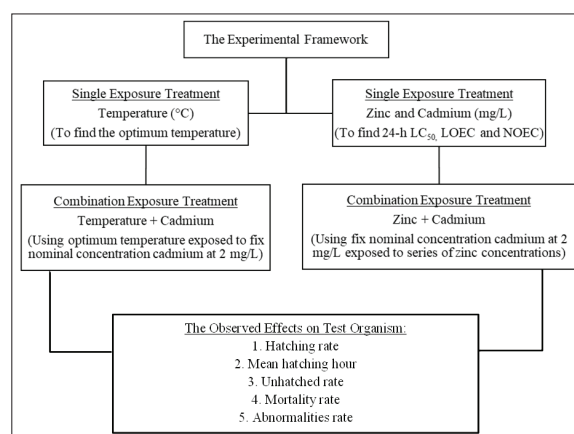 The Experimental Framework
Single Exposure Treatment
Temperature (°C)
(To find the optimum temperature)
Single Exposure Treatment
Zinc and Cadmium (mg/L)
(To find 24-h LC50, LOEC and NOEC)
Combination Exposure Treatment
Temperature + Cadmium
(Using optimum temperature exposed to fix
nominal concentration cadmium at 2 mg/L)
Combination Exposure Treatment
Zinc + Cadmium
(Using fix nominal concentration cadmium at 2
mg/L exposed to series of zinc concentrations)
The Observed Effects on Test Organism:
1. Hatching rate
2. Mean hatching hour
3. Unhatched rate
4. Mortality rate
5. Abnormalities rate